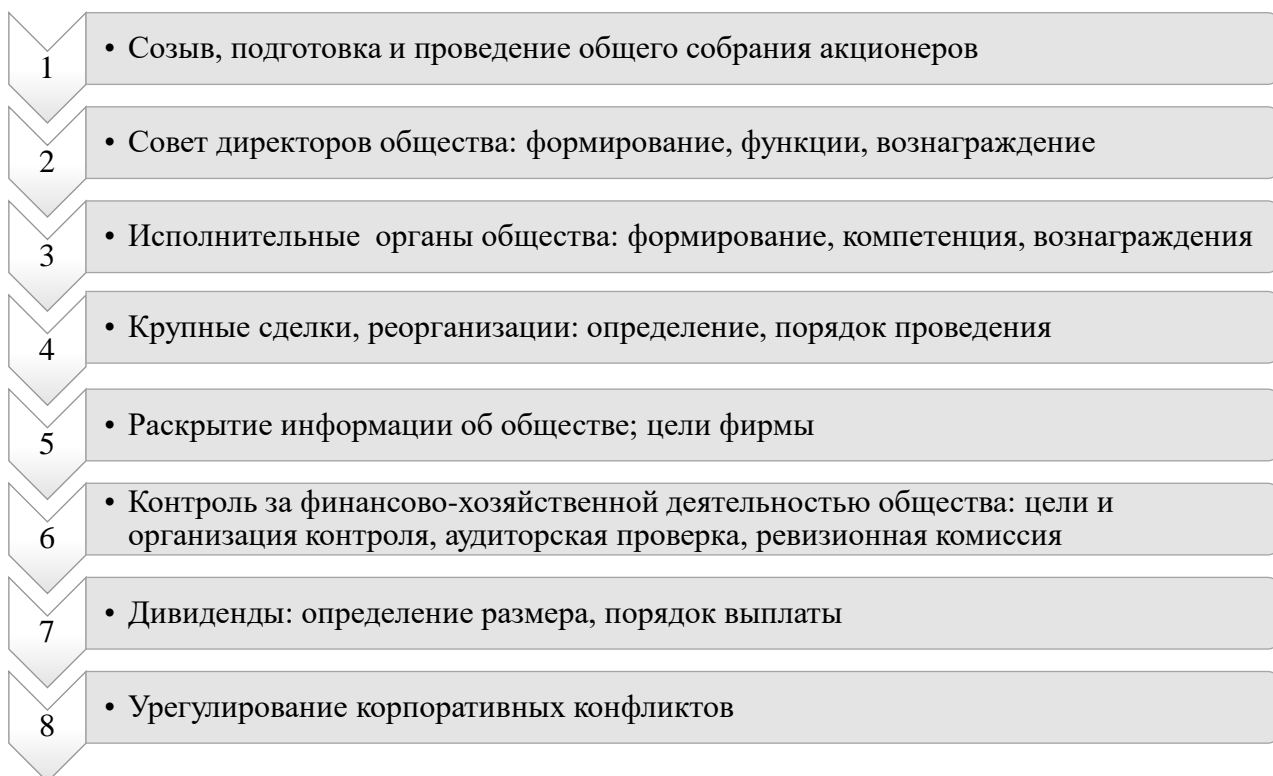 1
• Созыв, подготовка и проведение общего собрания акционеров
2
• Совет директоров общества: формирование, функции, вознаграждение
3
• Исполнительные  органы общества: формирование, компетенция, вознаграждения
4
• Крупные сделки, реорганизации: определение, порядок проведения
5
• Раскрытие информации об обществе; цели фирмы
6
• Контроль за финансово-хозяйственной деятельностью общества: цели и
организация контроля, аудиторская проверка, ревизионная комиссия
7
• Дивиденды: определение размера, порядок выплаты
8
• Урегулирование корпоративных конфликтов